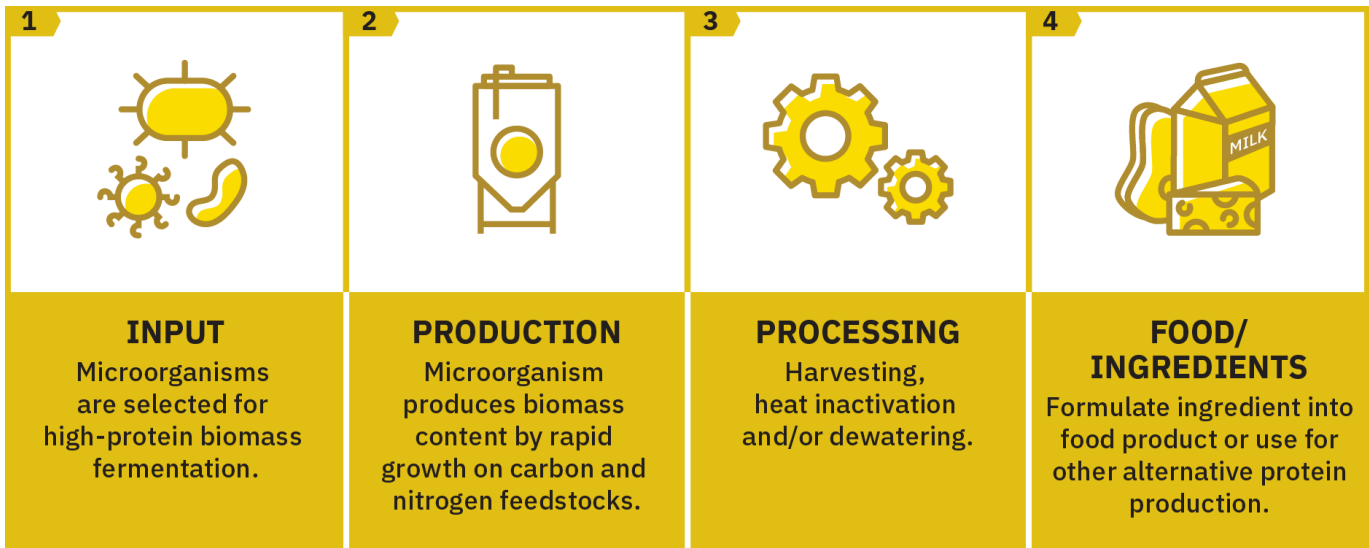 1
INPUT
Microorganisms
are selected for
high-protein biomass
fermentation.
2
PRODUCTION
Microorganism
produces biomass
content by rapid
growth on carbon and
nitrogen feedstocks.
3
PROCESSING
Harvesting,
heat inactivation
and/or dewatering.
4
MILK
FOOD/
INGREDIENTS
Formulate ingredient into
food product or use for
other alternative protein
production.